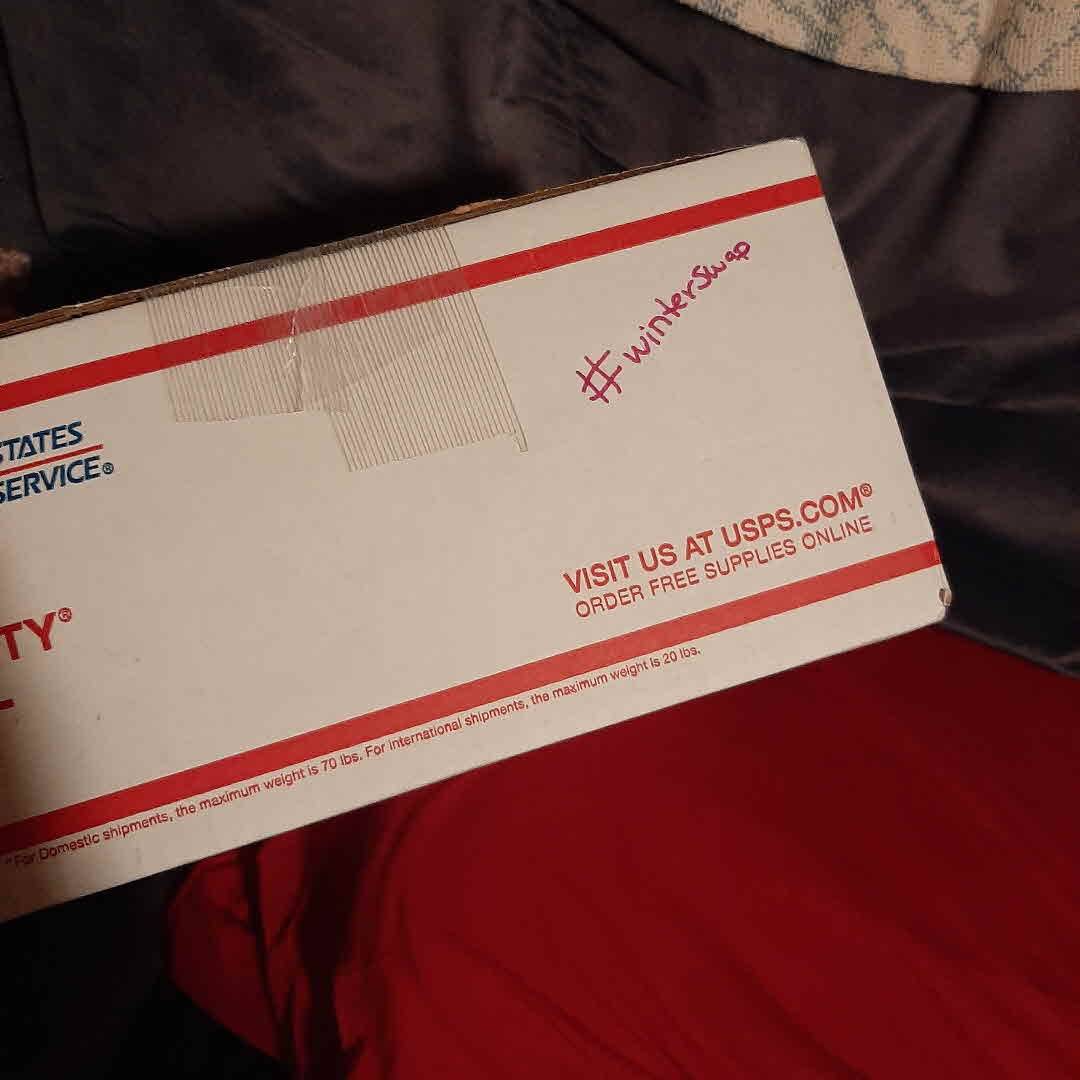 #winterswap
STATES
SERVICE®
TY®
VISIT US AT USPS.COM®
ORDER FREE SUPPLIES ONLINE
*For Domestic shipments, the maximum weight is 70 lbs. For international shipments, the maximum weight is 20 lbs.